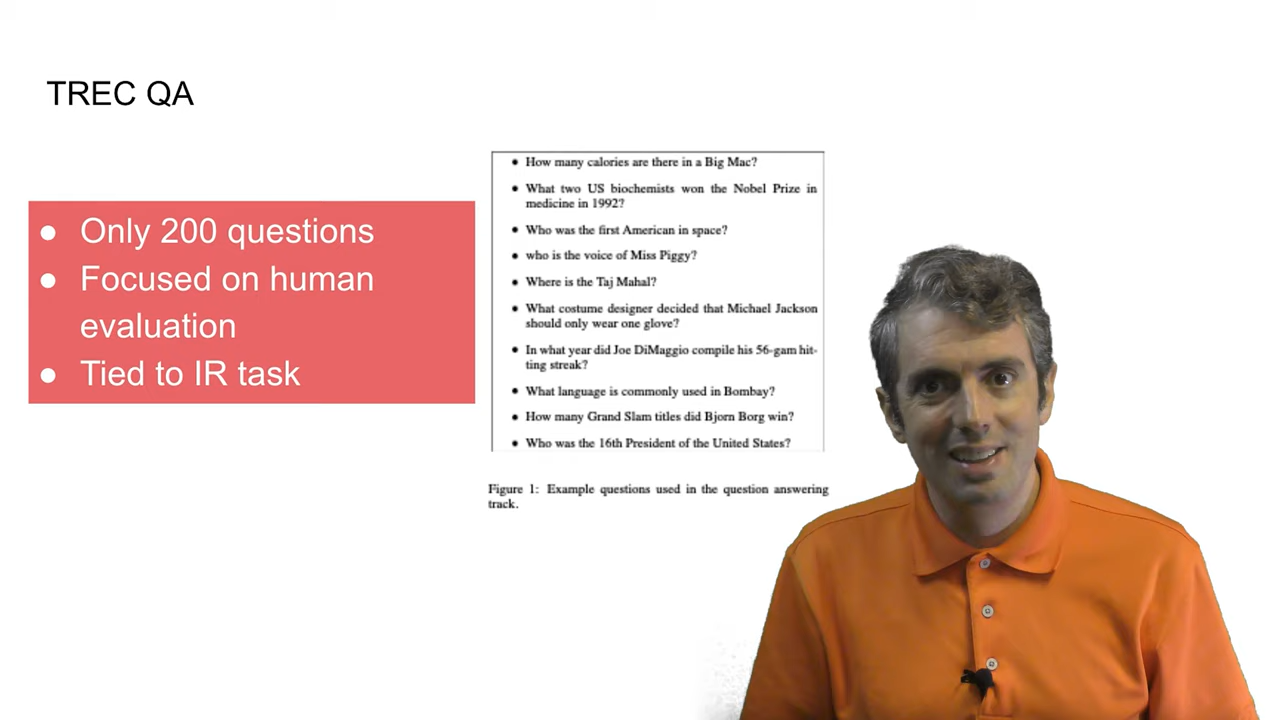 TREC QA
● Only 200 questions
● Focused on human
evaluation
● Tied to IR task
• How many calories are there in a Big Mac?
• What two US biochemists won the Nobel Prize in
medicine in 1992?
• Who was the first American in space?
• who is the voice of Miss Piggy?
• Where is the Taj Mahal?
• What costume designer decided that Michael Jackson
should only wear one glove?
• In what year did Joe DiMaggio compile his 56-gam hit-
ting streak?
• What language is commonly used in Bombay?
• How many Grand Slam titles did Bjorn Borg win?
• Who was the 16th President of the United States?
Figure 1: Example questions used in the question answering
track.